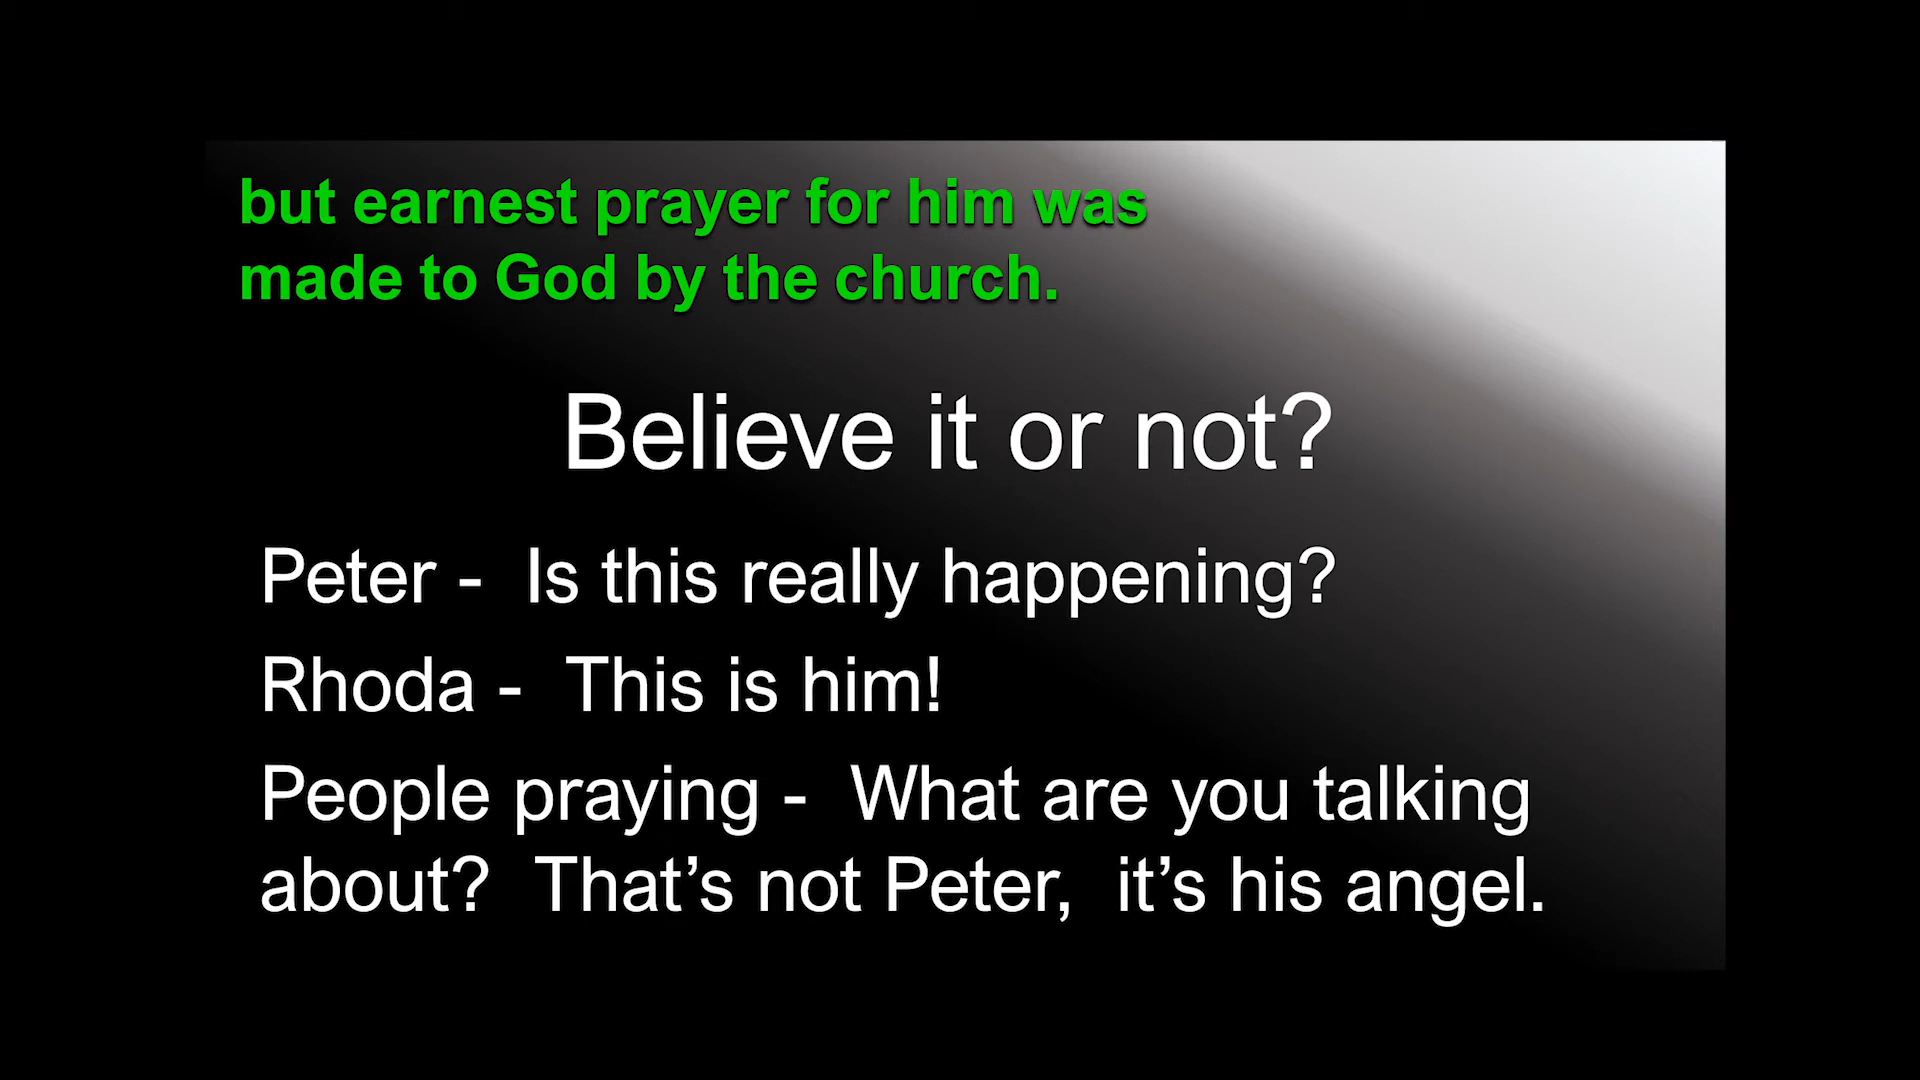 but earnest prayer for him was
made to God by the church.
Believe it or not?
Peter - Is this really happening?
Rhoda - This is him!
People praying - What are you talking
about? That’s not Peter, it’s his angel.